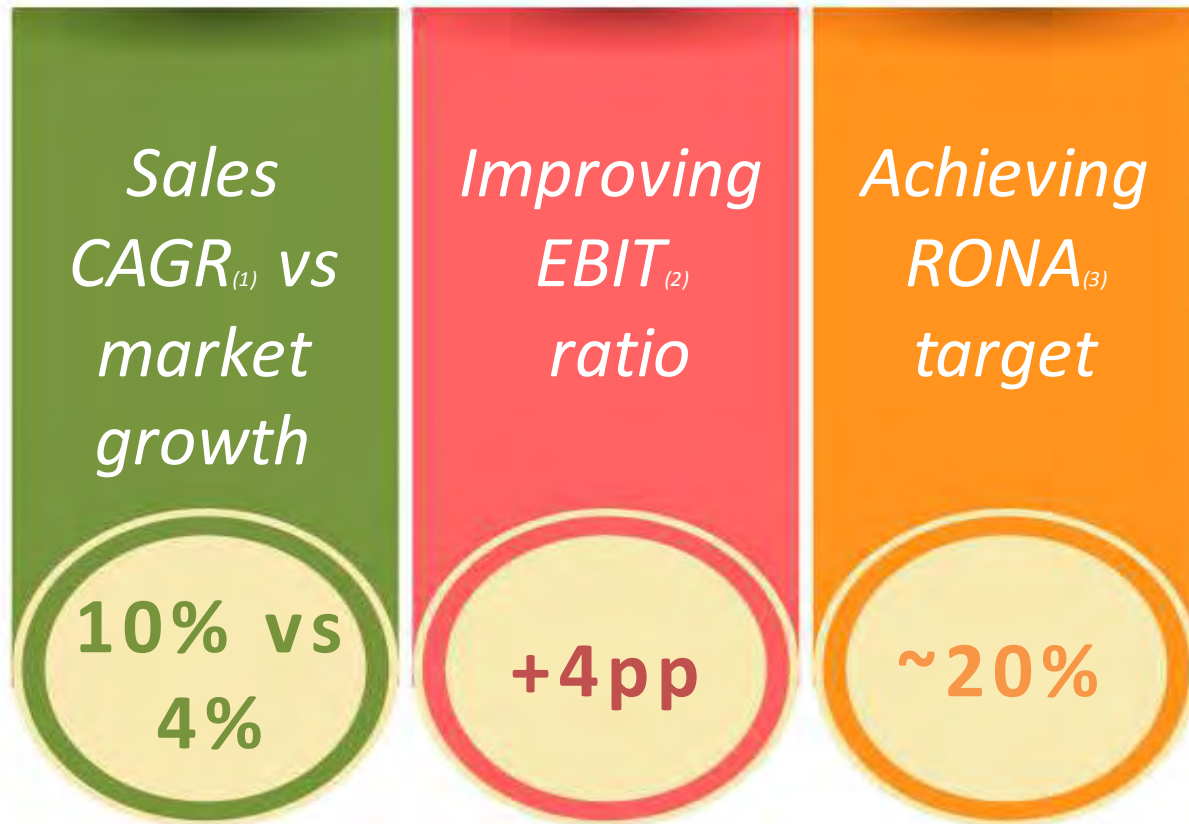 Sales
CAGR(1) vs
market
growth
10% vs
4%
Improving
EBIT(2)
ratio
+4pp
Achieving
RONA(3)
target
~20%